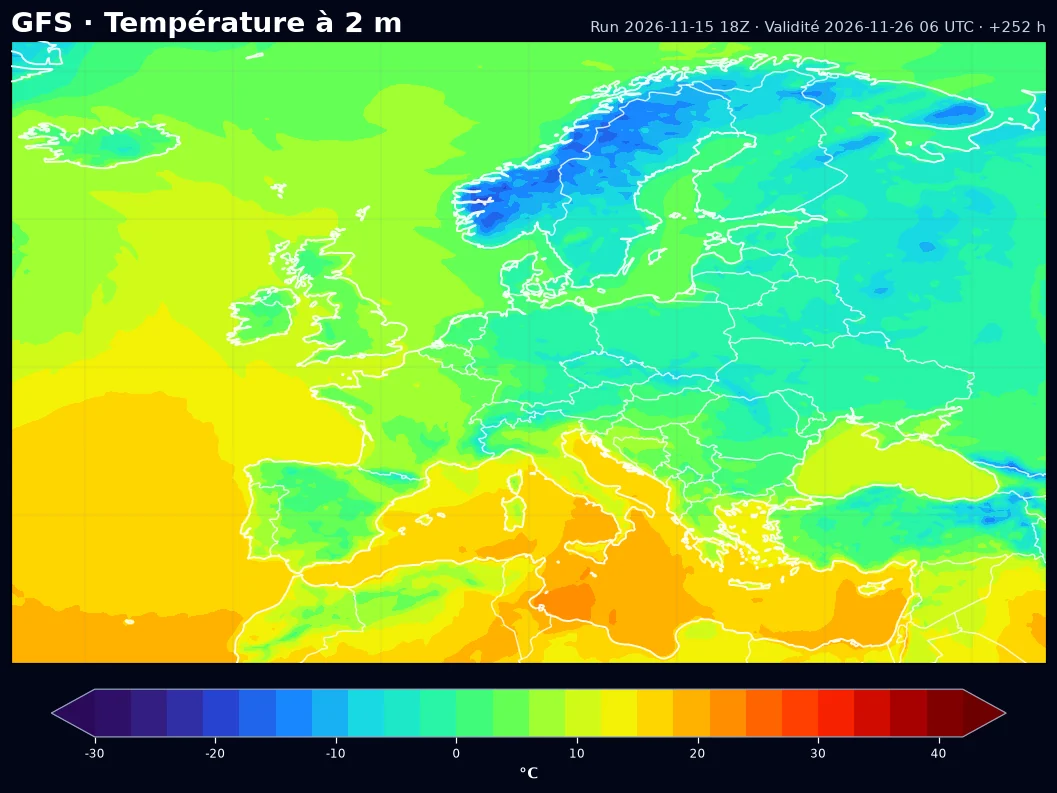 GFS · Température à 2 m
Run 2026-11-15 18Z · Validité 2026-11-26 06 UTC · +252 h
-30 -20 -10 0 10 20 30 40
°C